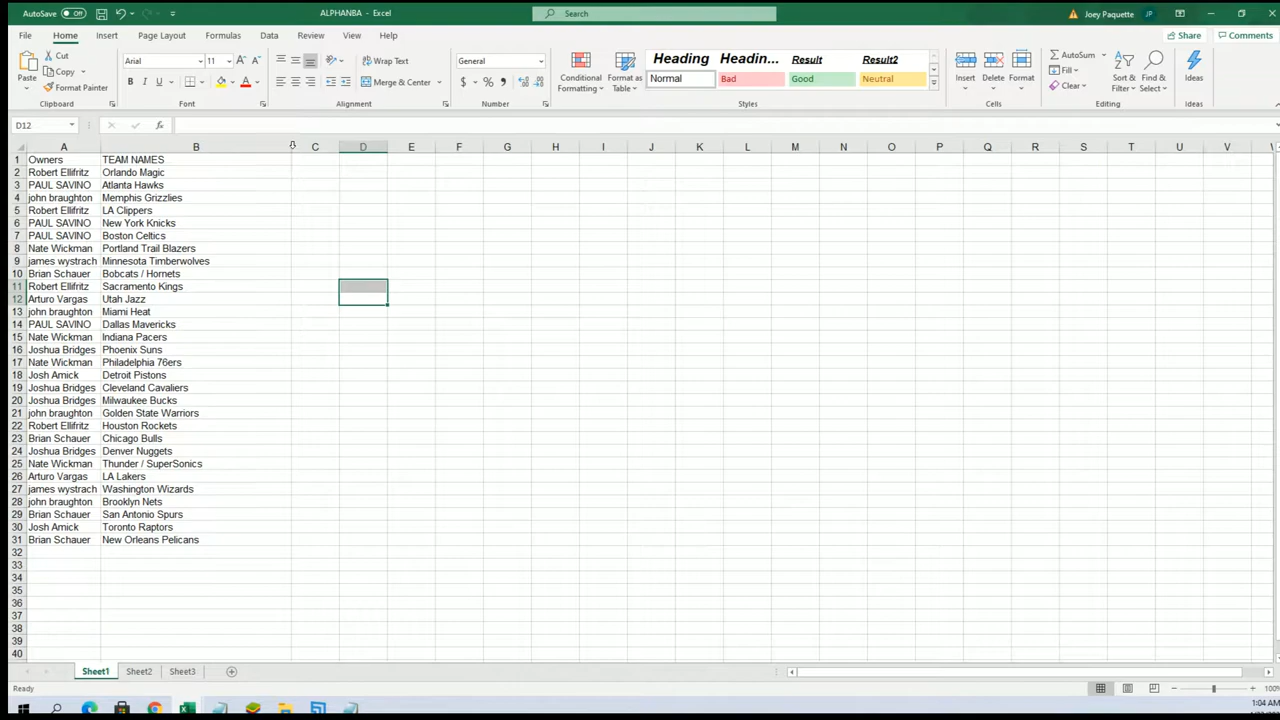 AutoSave Off ALPHANBA - Excel Search Joey Paquette JP
File Home Insert Page Layout Formulas Data Review View Help Share Comments
Paste Cut Copy Format Painter Clipboard
Arial 11 A A B I U A Font
Wrap Text Merge & Center Alignment
General $ % , Number
Conditional Formatting Format as Table
Heading Headin... Result Result2
Normal Bad Good Neutral
Styles
Insert Delete Format Cells
AutoSum Fill Clear Sort & Filter Find & Select Editing
Ideas Ideas
D12 fx
A B C D E F G H I J K L M N O P Q R S T U V
1 Owners TEAM NAMES
2 Robert Ellifritz Orlando Magic
3 PAUL SAVINO Atlanta Hawks
4 john braughton Memphis Grizzlies
5 Robert Ellifritz LA Clippers
6 PAUL SAVINO New York Knicks
7 PAUL SAVINO Boston Celtics
8 Nate Wickman Portland Trail Blazers
9 james wystrach Minnesota Timberwolves
10 Brian Schauer Bobcats / Hornets
11 Robert Ellifritz Sacramento Kings
12 Arturo Vargas Utah Jazz
13 john braughton Miami Heat
14 PAUL SAVINO Dallas Mavericks
15 Nate Wickman Indiana Pacers
16 Joshua Bridges Phoenix Suns
17 Nate Wickman Philadelphia 76ers
18 Josh Amick Detroit Pistons
19 Joshua Bridges Cleveland Cavaliers
20 Joshua Bridges Milwaukee Bucks
21 john braughton Golden State Warriors
22 Robert Ellifritz Houston Rockets
23 Brian Schauer Chicago Bulls
24 Joshua Bridges Denver Nuggets
25 Nate Wickman Thunder / SuperSonics
26 Arturo Vargas LA Lakers
27 james wystrach Washington Wizards
28 john braughton Brooklyn Nets
29 Brian Schauer San Antonio Spurs
30 Josh Amick Toronto Raptors
31 Brian Schauer New Orleans Pelicans
32
33
34
35
36
37
38
39
40
Sheet1 Sheet2 Sheet3
Ready 100%
1:04 AM